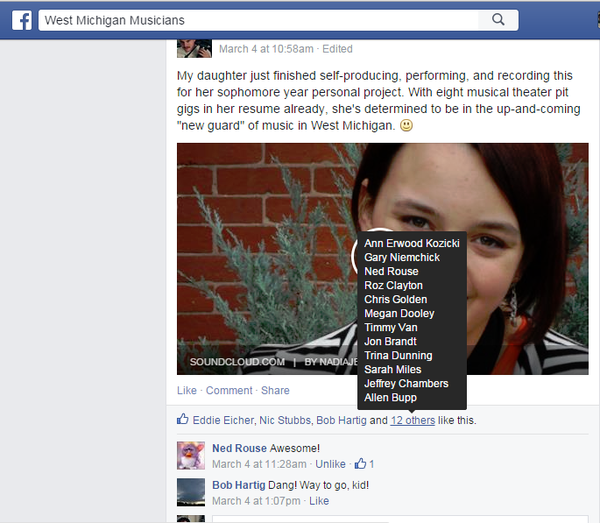 f
West Michigan Musicians
March 4 at 10:58am · Edited
My daughter just finished self-producing, performing, and recording this
for her sophomore year personal project. With eight musical theater pit
gigs in her resume already, she's determined to be in the up-and-coming
"new guard" of music in West Michigan.
Ann Erwood Kozicki
Gary Niemchick
Ned Rouse
Roz Clayton
Chris Golden
Megan Dooley
Timmy Van
Jon Brandt
Trina Dunning
Sarah Miles
Jeffrey Chambers
Allen Bupp
SOUNDCLOUD.COM | BY NADIAJE
Like · Comment · Share
Eddie Eicher, Nic Stubbs, Bob Hartig and 12 others like this.
Ned Rouse Awesome!
March 4 at 11:28am · Unlike · 1
Bob Hartig Dang! Way to go, kid!
March 4 at 1:07pm · Like